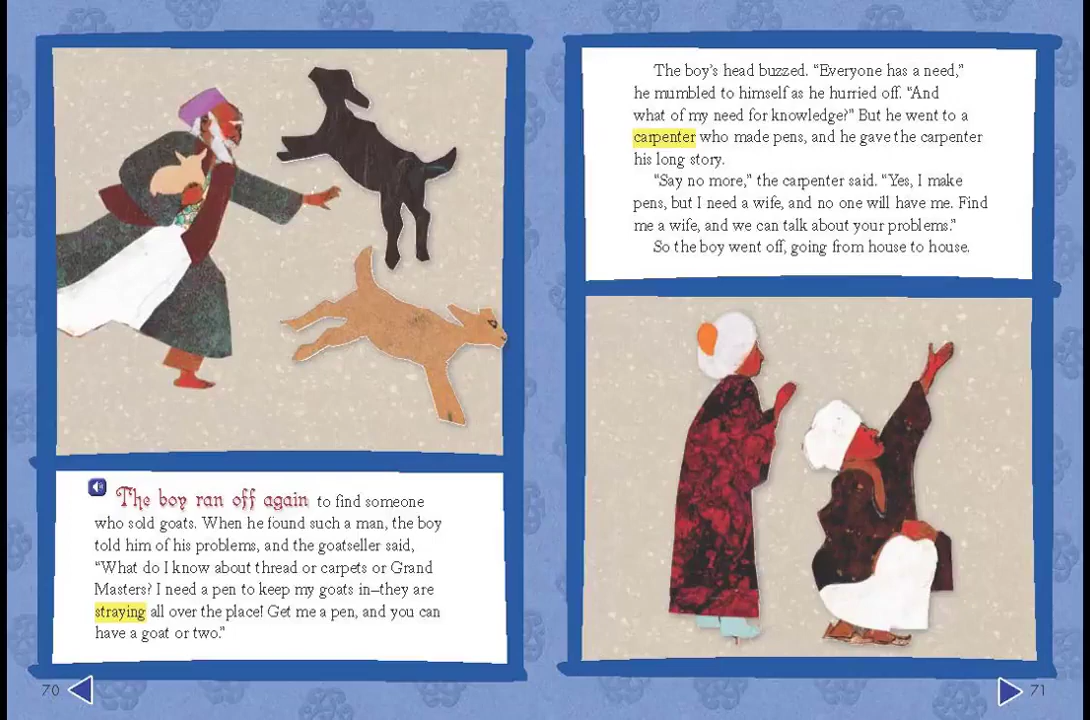 The boy ran off again to find someone
who sold goats. When he found such a man, the boy
told him of his problems, and the goatseller said,
“What do I know about thread or carpets or Grand
Masters? I need a pen to keep my goats in—they are
straying all over the place! Get me a pen, and you can
have a goat or two.”
70
The boy’s head buzzed. “Everyone has a need,”
he mumbled to himself as he hurried off. “And
what of my need for knowledge?” But he went to a
carpenter who made pens, and he gave the carpenter
his long story.
“Say no more,” the carpenter said. “Yes, I make
pens, but I need a wife, and no one will have me. Find
me a wife, and we can talk about your problems.”
So the boy went off, going from house to house.
71